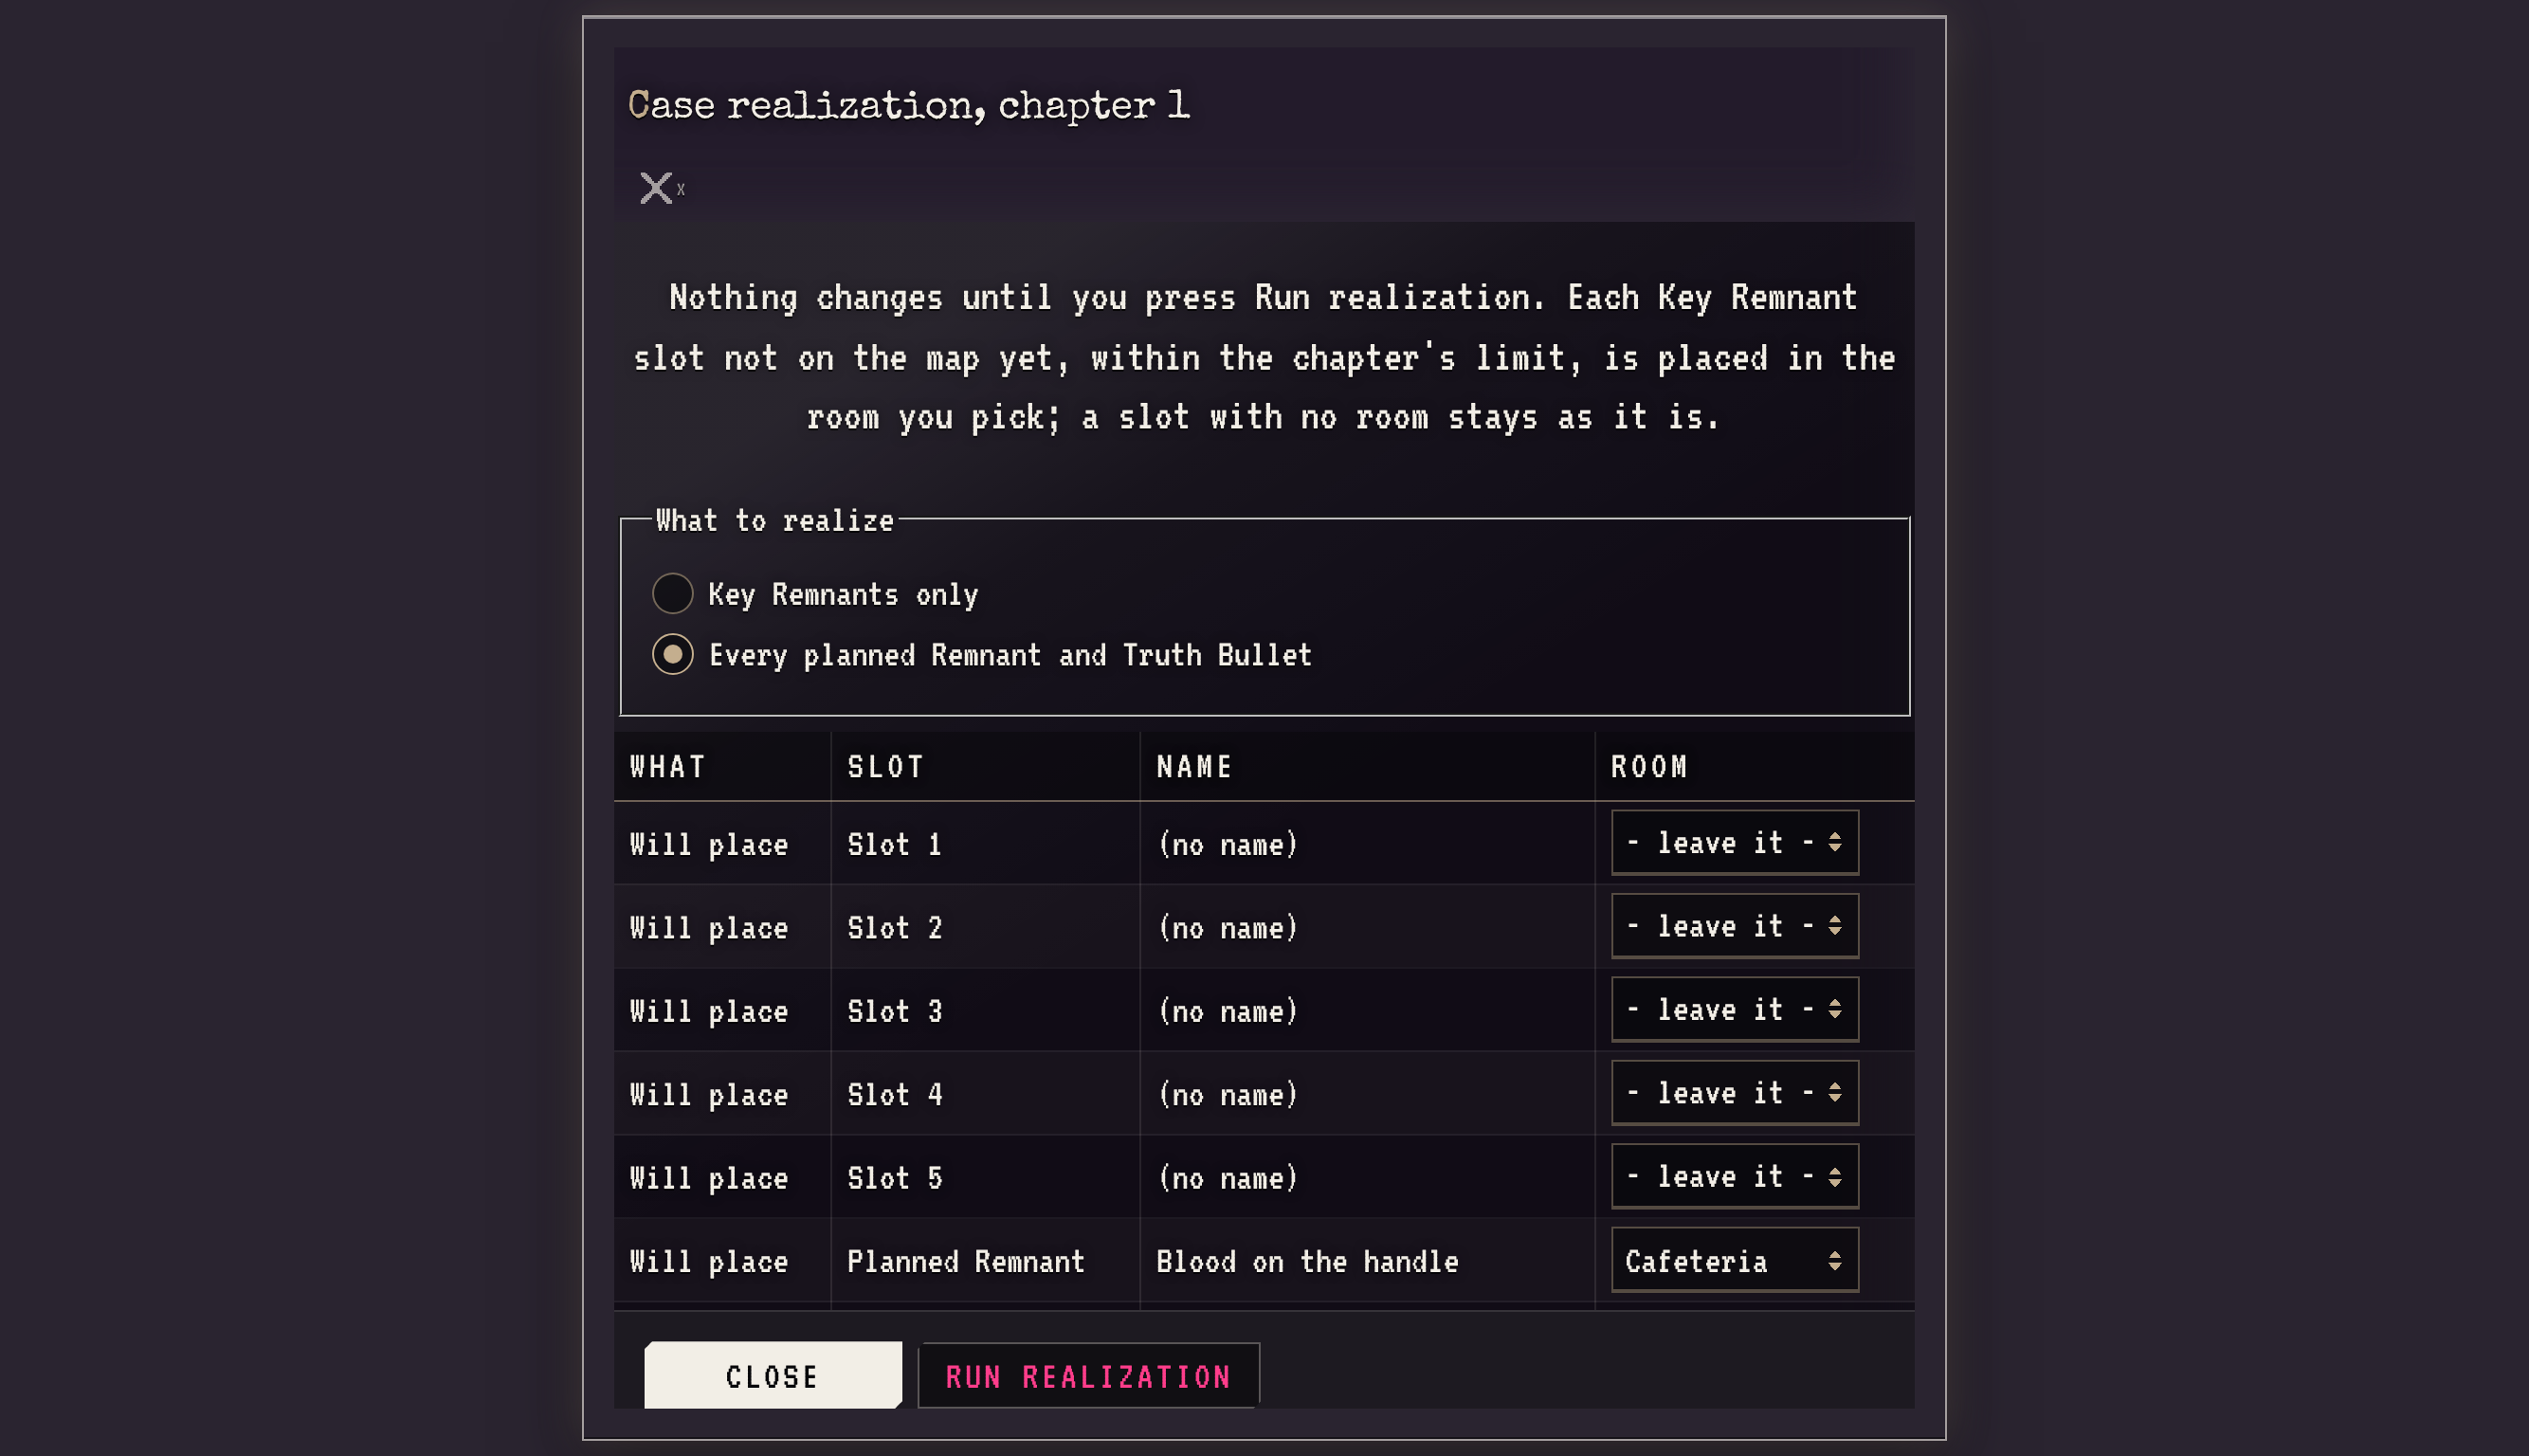 Case realization, chapter 1
X
Nothing changes until you press Run realization. Each Key Remnant
slot not on the map yet, within the chapter's limit, is placed in the
room you pick; a slot with no room stays as it is.
What to realize
Key Remnants only
Every planned Remnant and Truth Bullet
WHAT SLOT NAME ROOM
Will place Slot 1 (no name) - leave it -
Will place Slot 2 (no name) - leave it -
Will place Slot 3 (no name) - leave it -
Will place Slot 4 (no name) - leave it -
Will place Slot 5 (no name) - leave it -
Will place Planned Remnant Blood on the handle Cafeteria
CLOSE RUN REALIZATION